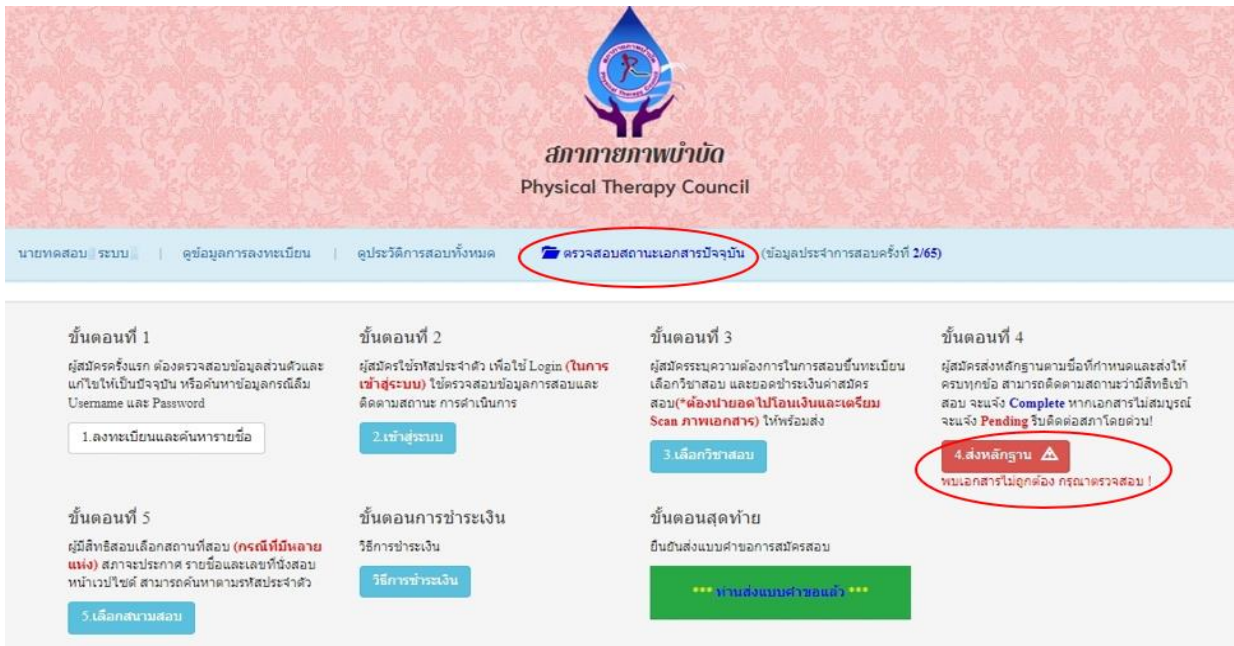 สภากายภาพบำบัด
Physical Therapy Council
สภากายภาพบำบัด
Physical Therapy Council
นายทดสอบ ระบบ | ดูข้อมูลการลงทะเบียน | ดูประวัติการสอบทั้งหมด ตรวจสอบสถานะเอกสารปัจจุบัน (ข้อมูลประจำการสอบครั้งที่ 2/65)
ขั้นตอนที่ 1
ผู้สมัครครั้งแรก ต้องตรวจสอบข้อมูลส่วนตัวและ
แก้ไขให้เป็นปัจจุบัน หรือค้นหาข้อมูลกรณีลืม
Username และ Password
1.ลงทะเบียนและค้นหารายชื่อ
ขั้นตอนที่ 2
ผู้สมัครใช้รหัสประจำตัว เพื่อใช้ Login (ในการ
เข้าสู่ระบบ) ใช้ตรวจสอบข้อมูลการสอบและ
ติดตามสถานะ การดำเนินการ
2.เข้าสู่ระบบ
ขั้นตอนที่ 3
ผู้สมัครระบุความต้องการในการสอบขึ้นทะเบียน
เลือกวิชาสอบ และยอดชำระเงินค่าสมัคร
สอบ(*ต้องนำยอดไปโอนเงินและเตรียม
Scan ภาพเอกสาร) ให้พร้อมส่ง
3.เลือกวิชาสอบ
ขั้นตอนที่ 4
ผู้สมัครส่งหลักฐานตามชื่อที่กำหนดและส่งให้
ครบทุกข้อ สามารถติดตามสถานะว่ามีสิทธิเข้า
สอบ จะแจ้ง Complete หากเอกสารไม่สมบูรณ์
จะแจ้ง Pending รีบติดต่อสภาโดยด่วน!
4.ส่งหลักฐาน
พบเอกสารไม่ถูกต้อง กรุณาตรวจสอบ !
ขั้นตอนที่ 5
ผู้มีสิทธิสอบเลือกสถานที่สอบ (กรณีที่มีหลาย
แห่ง) สภาจะประกาศ รายชื่อและเลขที่นั่งสอบ
หน้าเวปไซต์ สามารถค้นหาตามรหัสประจำตัว
5.เลือกสนามสอบ
ขั้นตอนการชำระเงิน
วิธีการชำระเงิน
วิธีการชำระเงิน
ขั้นตอนสุดท้าย
ยืนยันส่งแบบคำขอการสมัครสอบ
*** ท่านส่งแบบคำขอแล้ว ***